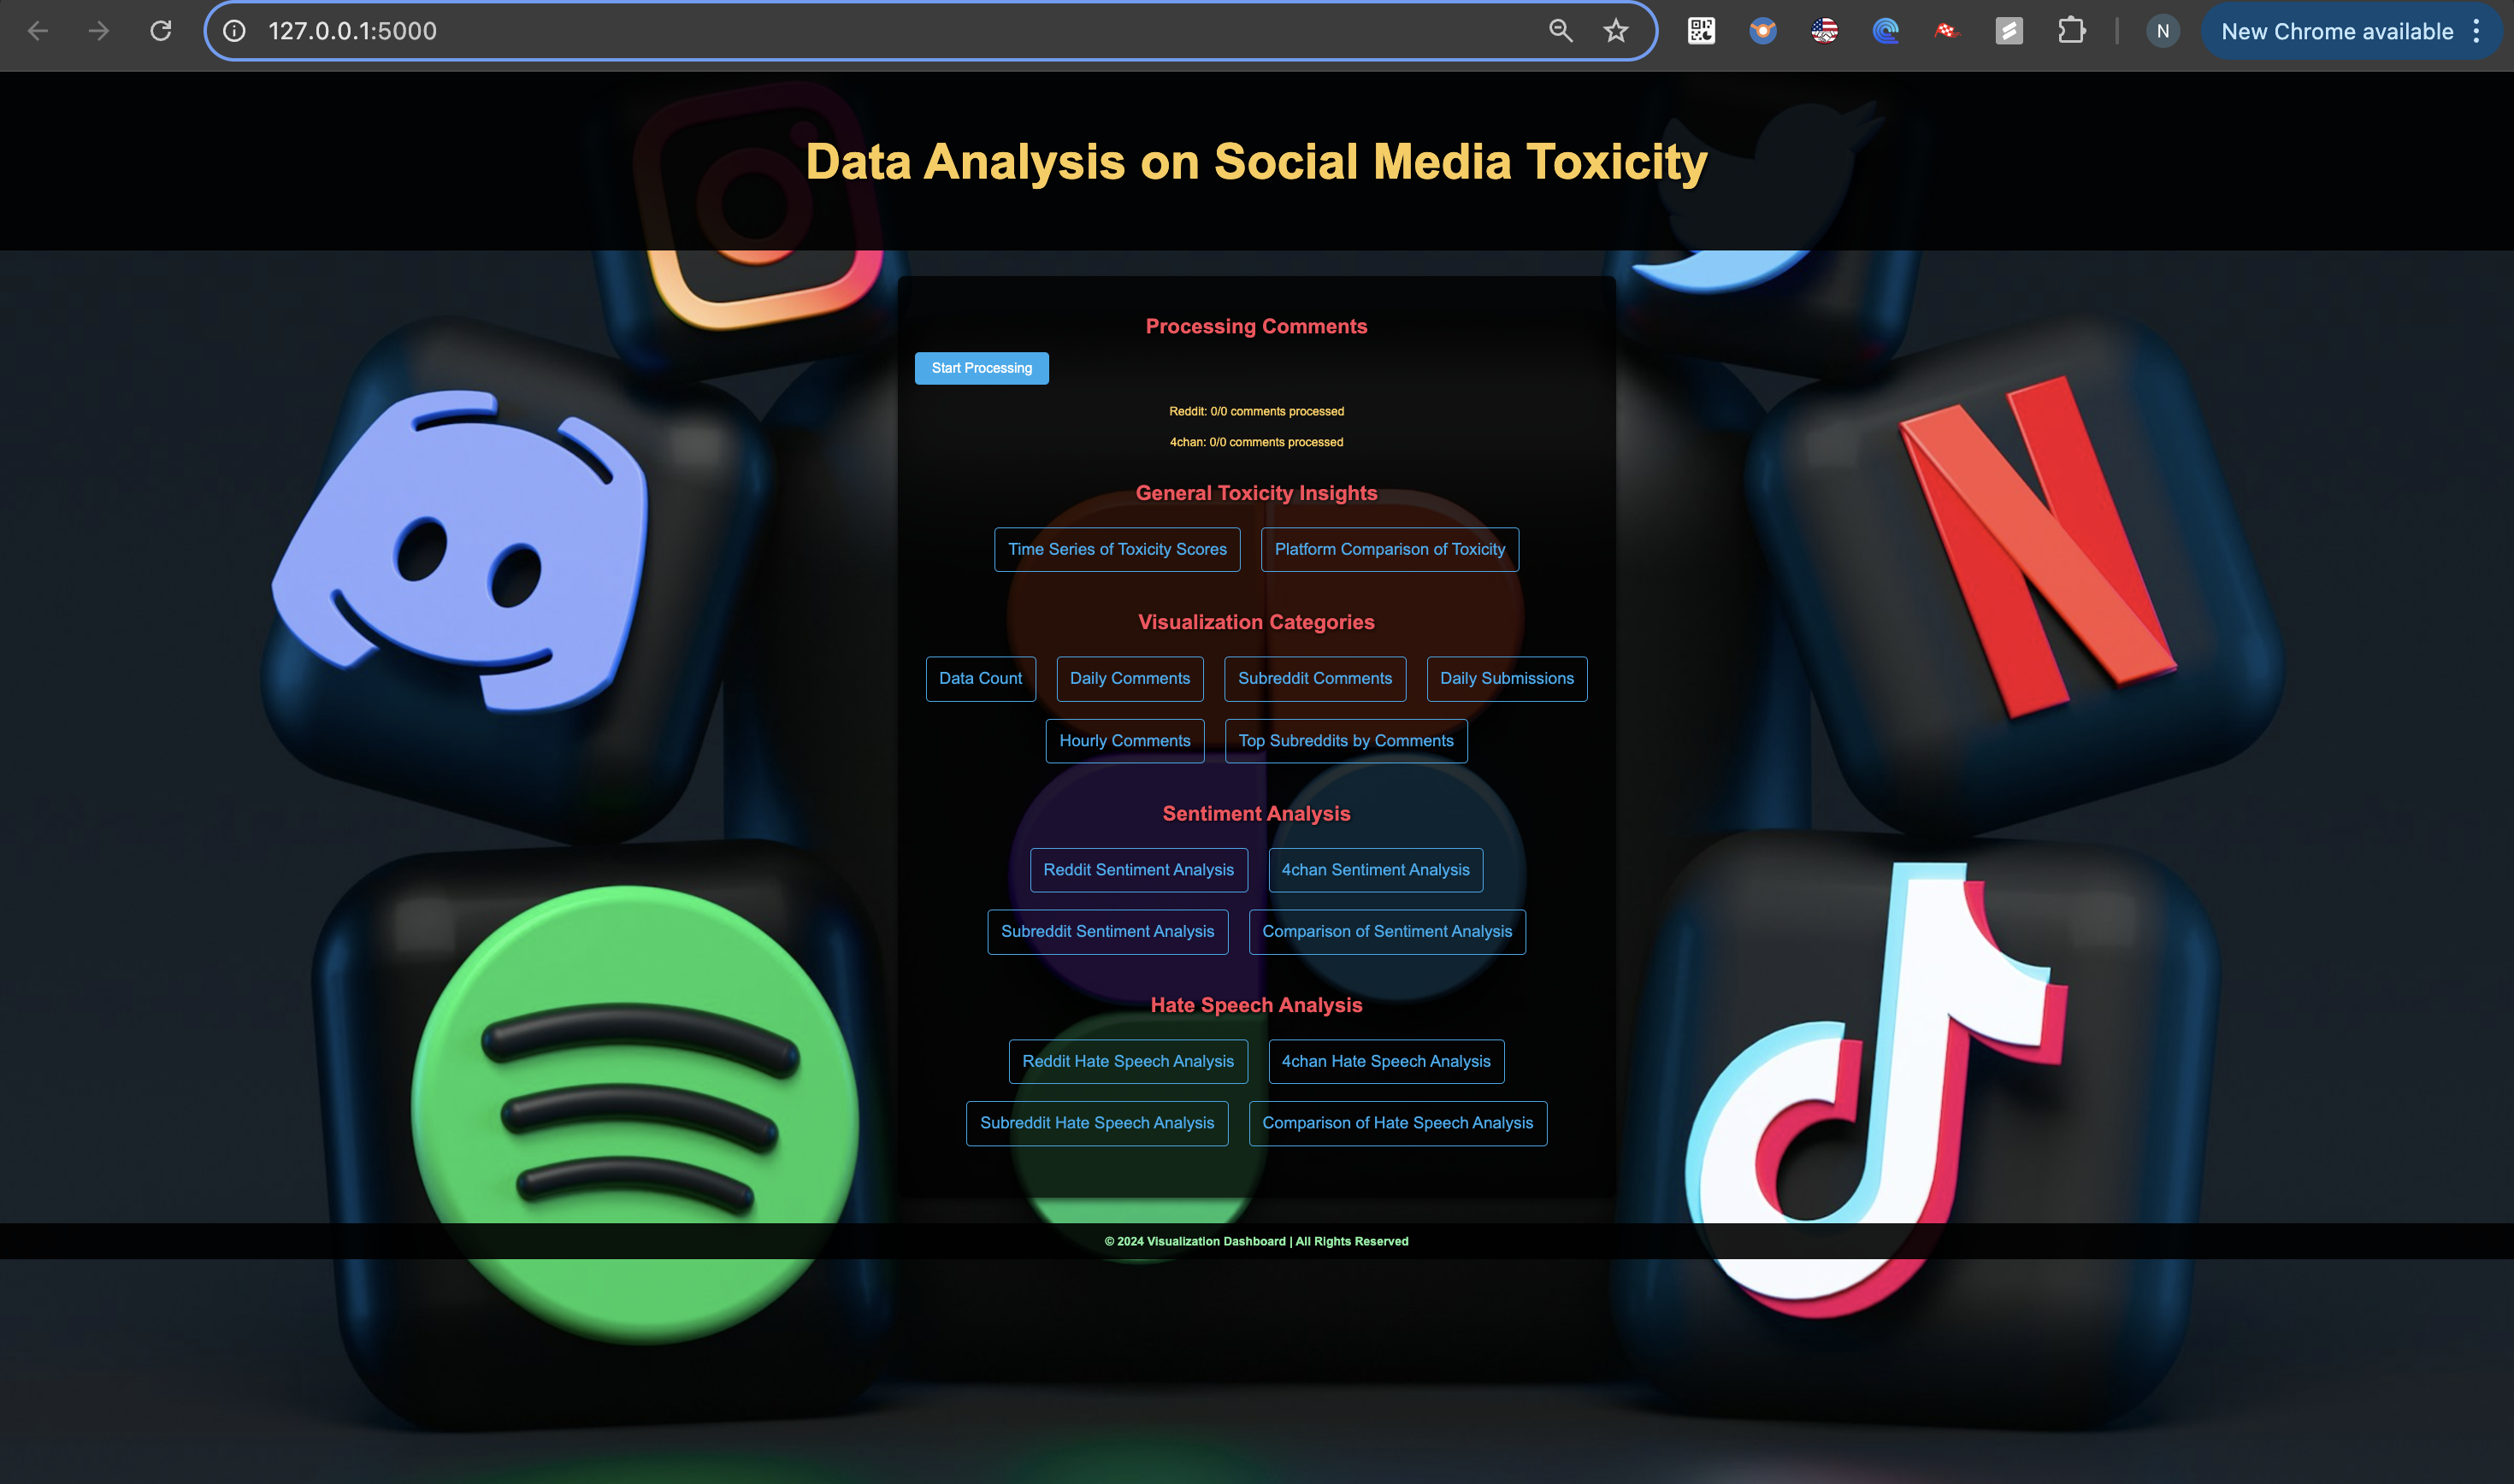 127.0.0.1:5000
N
New Chrome available
Data Analysis on Social Media Toxicity
Processing Comments
Start Processing
Reddit: 0/0 comments processed
4chan: 0/0 comments processed
General Toxicity Insights
Time Series of Toxicity Scores Platform Comparison of Toxicity
Visualization Categories
Data Count Daily Comments Subreddit Comments Daily Submissions
Hourly Comments Top Subreddits by Comments
Sentiment Analysis
Reddit Sentiment Analysis 4chan Sentiment Analysis
Subreddit Sentiment Analysis Comparison of Sentiment Analysis
Hate Speech Analysis
Reddit Hate Speech Analysis 4chan Hate Speech Analysis
Subreddit Hate Speech Analysis Comparison of Hate Speech Analysis
© 2024 Visualization Dashboard | All Rights Reserved